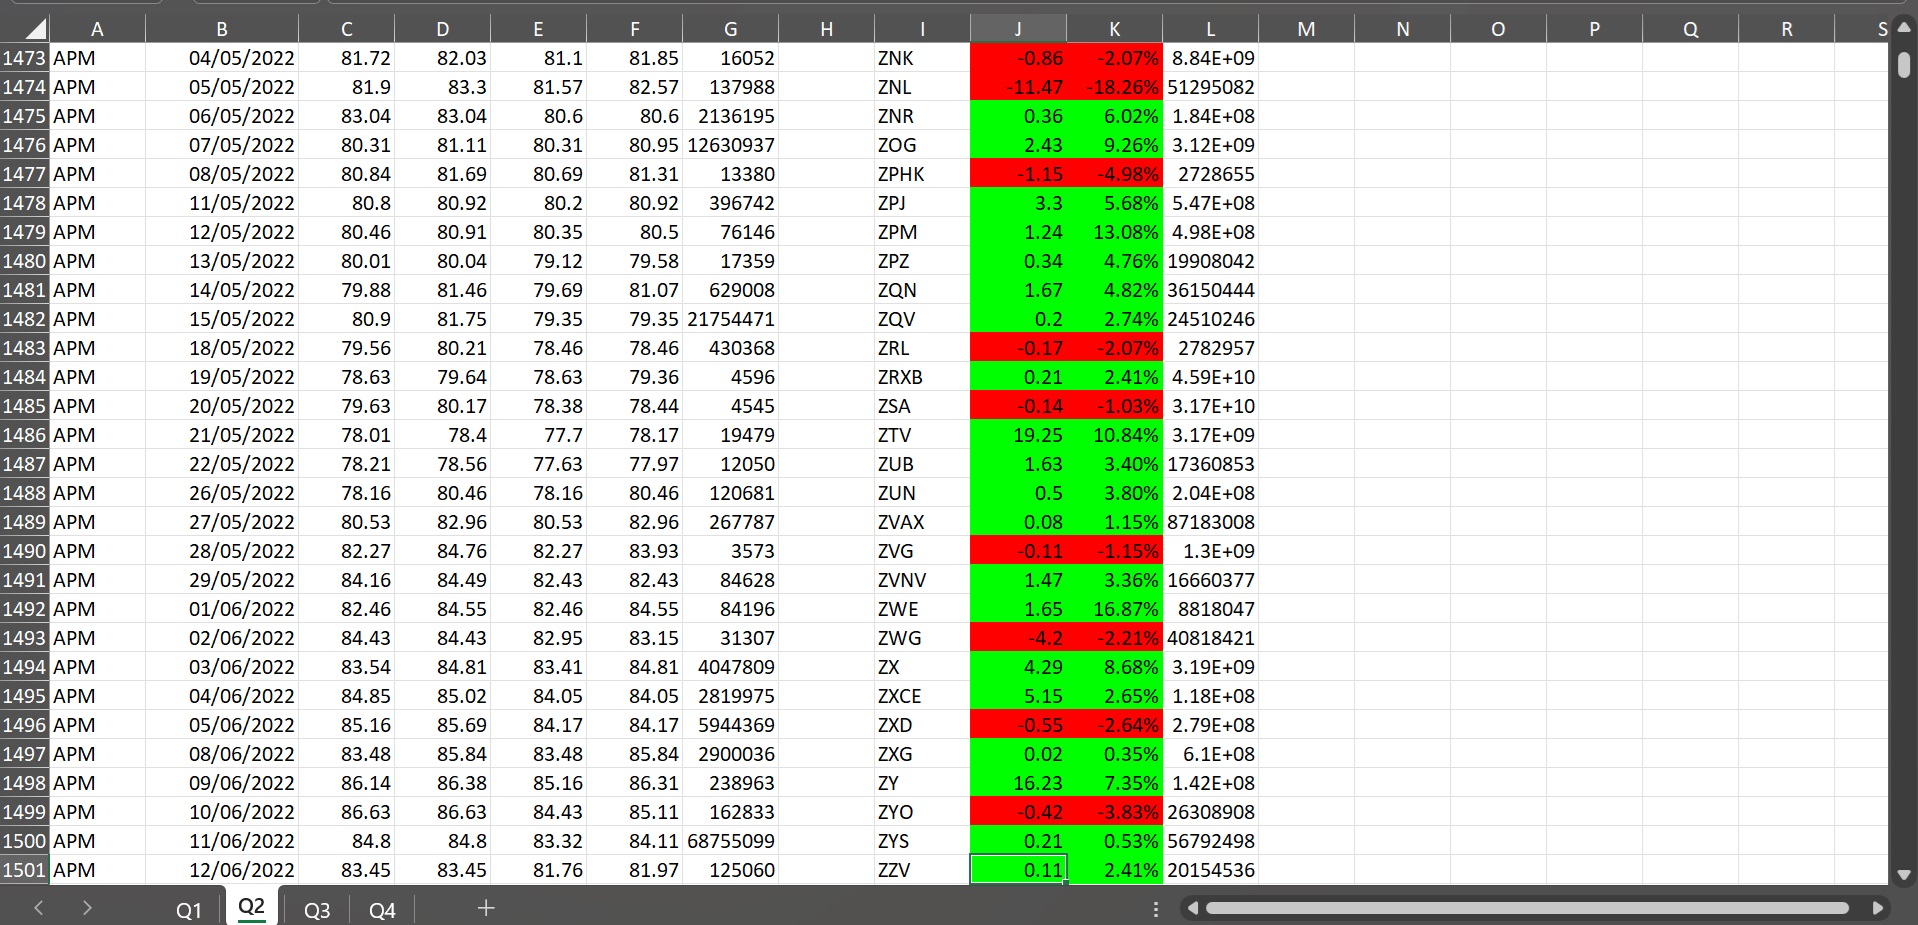 A B C D E F G H I J K L M N O P Q R S
1473 APM 04/05/2022 81.72 82.03 81.1 81.85 16052 ZNK -0.86 -2.07% 8.84E+09
1474 APM 05/05/2022 81.9 83.3 81.57 82.57 137988 ZNL -11.47 -18.26% 51295082
1475 APM 06/05/2022 83.04 83.04 80.6 80.6 2136195 ZNR 0.36 6.02% 1.84E+08
1476 APM 07/05/2022 80.31 81.11 80.31 80.95 12630937 ZOG 2.43 9.26% 3.12E+09
1477 APM 08/05/2022 80.84 81.69 80.69 81.31 13380 ZPHK -1.15 -4.98% 2728655
1478 APM 11/05/2022 80.8 80.92 80.2 80.92 396742 ZPJ 3.3 5.68% 5.47E+08
1479 APM 12/05/2022 80.46 80.91 80.35 80.5 76146 ZPM 1.24 13.08% 4.98E+08
1480 APM 13/05/2022 80.01 80.04 79.12 79.58 17359 ZPZ 0.34 4.76% 19908042
1481 APM 14/05/2022 79.88 81.46 79.69 81.07 629008 ZQN 1.67 4.82% 36150444
1482 APM 15/05/2022 80.9 81.75 79.35 79.35 21754471 ZQV 0.2 2.74% 24510246
1483 APM 18/05/2022 79.56 80.21 78.46 78.46 430368 ZRL -0.17 -2.07% 2782957
1484 APM 19/05/2022 78.63 79.64 78.63 79.36 4596 ZRXB 0.21 2.41% 4.59E+10
1485 APM 20/05/2022 79.63 80.17 78.38 78.44 4545 ZSA -0.14 -1.03% 3.17E+10
1486 APM 21/05/2022 78.01 78.4 77.7 78.17 19479 ZTV 19.25 10.84% 3.17E+09
1487 APM 22/05/2022 78.21 78.56 77.63 77.97 12050 ZUB 1.63 3.40% 17360853
1488 APM 26/05/2022 78.16 80.46 78.16 80.46 120681 ZUN 0.5 3.80% 2.04E+08
1489 APM 27/05/2022 80.53 82.96 80.53 82.96 267787 ZVAX 0.08 1.15% 87183008
1490 APM 28/05/2022 82.27 84.76 82.27 83.93 3573 ZVG -0.11 -1.15% 1.3E+09
1491 APM 29/05/2022 84.16 84.49 82.43 82.43 84628 ZVNV 1.47 3.36% 16660377
1492 APM 01/06/2022 82.46 84.55 82.46 84.55 84196 ZWE 1.65 16.87% 8818047
1493 APM 02/06/2022 84.43 84.43 82.95 83.15 31307 ZWG -4.2 -2.21% 40818421
1494 APM 03/06/2022 83.54 84.81 83.41 84.81 4047809 ZX 4.29 8.68% 3.19E+09
1495 APM 04/06/2022 84.85 85.02 84.05 84.05 2819975 ZXCE 5.15 2.65% 1.18E+08
1496 APM 05/06/2022 85.16 85.69 84.17 84.17 5944369 ZXD -0.55 -2.64% 2.79E+08
1497 APM 08/06/2022 83.48 85.84 83.48 85.84 2900036 ZXG 0.02 0.35% 6.1E+08
1498 APM 09/06/2022 86.14 86.38 85.16 86.31 238963 ZY 16.23 7.35% 1.42E+08
1499 APM 10/06/2022 86.63 86.63 84.43 85.11 162833 ZYO -0.42 -3.83% 26308908
1500 APM 11/06/2022 84.8 84.8 83.32 84.11 68755099 ZYS 0.21 0.53% 56792498
1501 APM 12/06/2022 83.45 83.45 81.76 81.97 125060 ZZV 0.11 2.41% 20154536
Q1 Q2 Q3 Q4